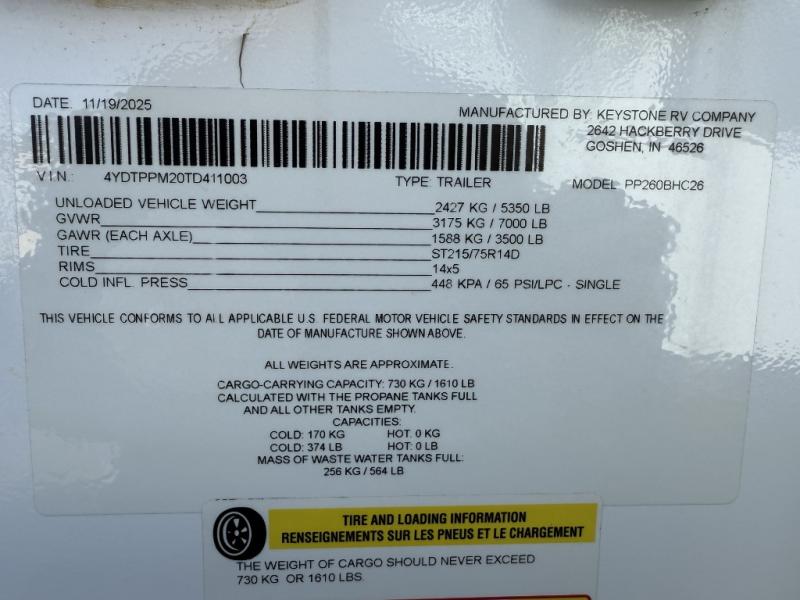 DATE. 11/19/2025
MANUFACTURED BY: KEYSTONE RV COMPANY
2642 HACKBERRY DRIVE
GOSHEN, IN 46526
V.I.N.: 4YDTPPM20TD411003 TYPE: TRAILER MODEL: PP260BHC26
UNLOADED VEHICLE WEIGHT 2427 KG / 5350 LB
GVWR 3175 KG / 7000 LB
GAWR (EACH AXLE) 1588 KG / 3500 LB
TIRE ST215/75R14D
RIMS 14x5
COLD INFL. PRESS 448 KPA / 65 PSI/LPC - SINGLE
THIS VEHICLE CONFORMS TO ALL APPLICABLE U.S. FEDERAL MOTOR VEHICLE SAFETY STANDARDS IN EFFECT ON THE
DATE OF MANUFACTURE SHOWN ABOVE.
ALL WEIGHTS ARE APPROXIMATE.
CARGO-CARRYING CAPACITY: 730 KG / 1610 LB
CALCULATED WITH THE PROPANE TANKS FULL
AND ALL OTHER TANKS EMPTY.
CAPACITIES:
COLD: 170 KG HOT: 0 KG
COLD: 374 LB HOT: 0 LB
MASS OF WASTE WATER TANKS FULL:
256 KG / 564 LB
TIRE AND LOADING INFORMATION
RENSEIGNEMENTS SUR LES PNEUS ET LE CHARGEMENT
THE WEIGHT OF CARGO SHOULD NEVER EXCEED
730 KG OR 1610 LBS.